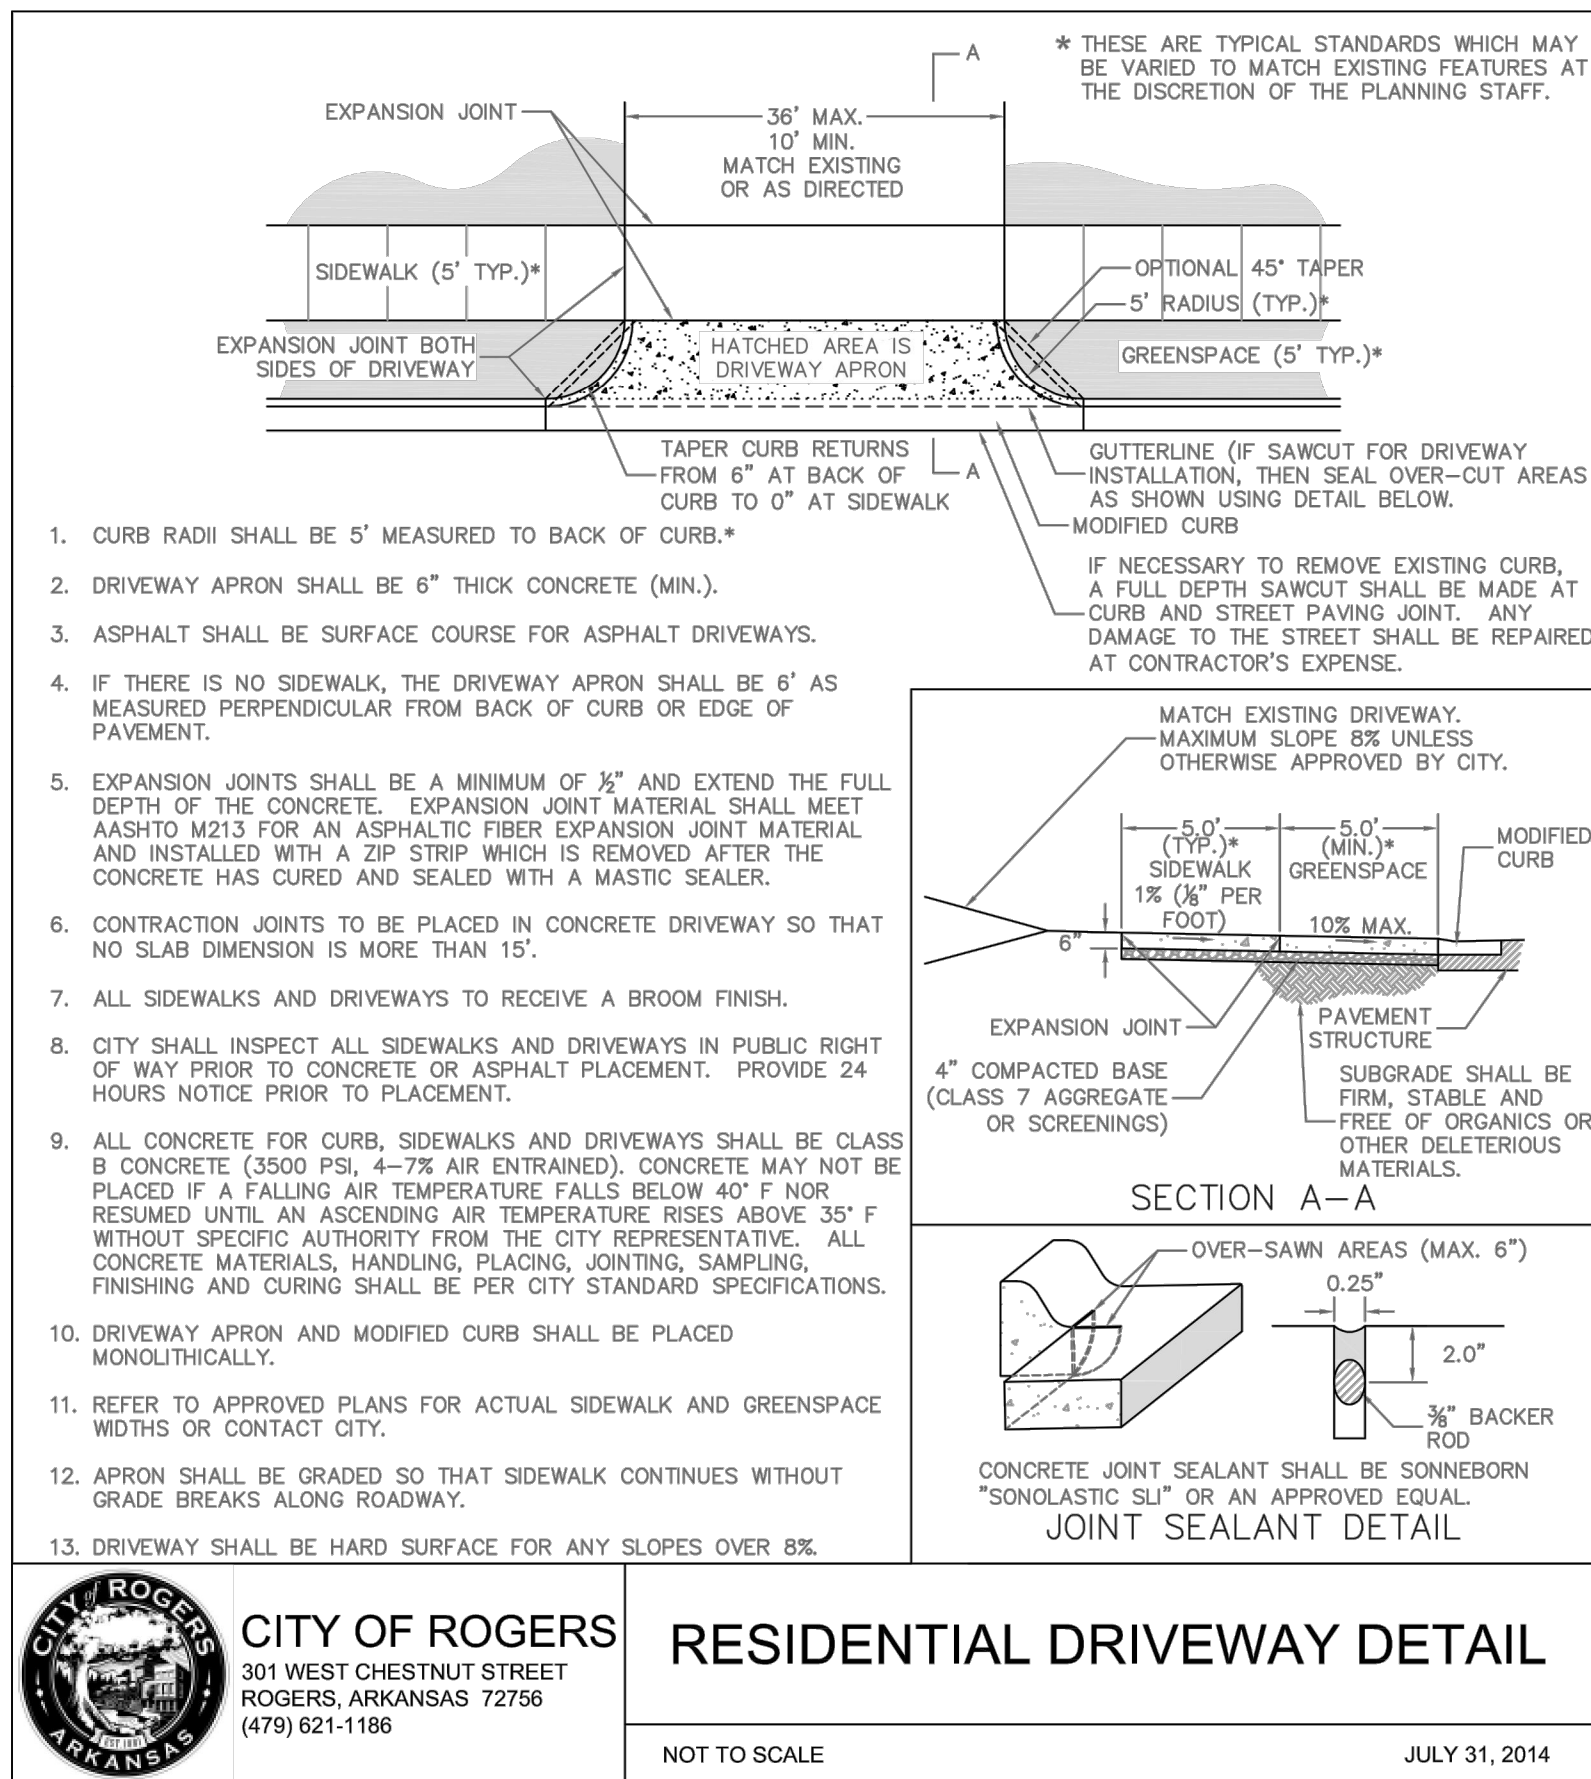 * THESE ARE TYPICAL STANDARDS WHICH MAY
BE VARIED TO MATCH EXISTING FEATURES AT
THE DISCRETION OF THE PLANNING STAFF.
A
EXPANSION JOINT
36' MAX.
10' MIN.
MATCH EXISTING
OR AS DIRECTED
SIDEWALK (5' TYP.)*
OPTIONAL 45° TAPER
5' RADIUS (TYP.)*
EXPANSION JOINT BOTH
SIDES OF DRIVEWAY
HATCHED AREA IS
DRIVEWAY APRON
GREENSPACE (5' TYP.)*
TAPER CURB RETURNS
FROM 6" AT BACK OF
CURB TO 0" AT SIDEWALK
A
GUTTERLINE (IF SAWCUT FOR DRIVEWAY
INSTALLATION, THEN SEAL OVER-CUT AREAS
AS SHOWN USING DETAIL BELOW.
MODIFIED CURB
IF NECESSARY TO REMOVE EXISTING CURB,
A FULL DEPTH SAWCUT SHALL BE MADE AT
CURB AND STREET PAVING JOINT. ANY
DAMAGE TO THE STREET SHALL BE REPAIRED
AT CONTRACTOR'S EXPENSE.
1. CURB RADII SHALL BE 5' MEASURED TO BACK OF CURB.*
2. DRIVEWAY APRON SHALL BE 6" THICK CONCRETE (MIN.).
3. ASPHALT SHALL BE SURFACE COURSE FOR ASPHALT DRIVEWAYS.
4. IF THERE IS NO SIDEWALK, THE DRIVEWAY APRON SHALL BE 6' AS
MEASURED PERPENDICULAR FROM BACK OF CURB OR EDGE OF
PAVEMENT.
5. EXPANSION JOINTS SHALL BE A MINIMUM OF ½" AND EXTEND THE FULL
DEPTH OF THE CONCRETE. EXPANSION JOINT MATERIAL SHALL MEET
AASHTO M213 FOR AN ASPHALTIC FIBER EXPANSION JOINT MATERIAL
AND INSTALLED WITH A ZIP STRIP WHICH IS REMOVED AFTER THE
CONCRETE HAS CURED AND SEALED WITH A MASTIC SEALER.
6. CONTRACTION JOINTS TO BE PLACED IN CONCRETE DRIVEWAY SO THAT
NO SLAB DIMENSION IS MORE THAN 15'.
7. ALL SIDEWALKS AND DRIVEWAYS TO RECEIVE A BROOM FINISH.
8. CITY SHALL INSPECT ALL SIDEWALKS AND DRIVEWAYS IN PUBLIC RIGHT
OF WAY PRIOR TO CONCRETE OR ASPHALT PLACEMENT. PROVIDE 24
HOURS NOTICE PRIOR TO PLACEMENT.
9. ALL CONCRETE FOR CURB, SIDEWALKS AND DRIVEWAYS SHALL BE CLASS
B CONCRETE (3500 PSI, 4-7% AIR ENTRAINED). CONCRETE MAY NOT BE
PLACED IF A FALLING AIR TEMPERATURE FALLS BELOW 40° F NOR
RESUMED UNTIL AN ASCENDING AIR TEMPERATURE RISES ABOVE 35° F
WITHOUT SPECIFIC AUTHORITY FROM THE CITY REPRESENTATIVE. ALL
CONCRETE MATERIALS, HANDLING, PLACING, JOINTING, SAMPLING,
FINISHING AND CURING SHALL BE PER CITY STANDARD SPECIFICATIONS.
10. DRIVEWAY APRON AND MODIFIED CURB SHALL BE PLACED
MONOLITHICALLY.
11. REFER TO APPROVED PLANS FOR ACTUAL SIDEWALK AND GREENSPACE
WIDTHS OR CONTACT CITY.
12. APRON SHALL BE GRADED SO THAT SIDEWALK CONTINUES WITHOUT
GRADE BREAKS ALONG ROADWAY.
13. DRIVEWAY SHALL BE HARD SURFACE FOR ANY SLOPES OVER 8%.
MATCH EXISTING DRIVEWAY.
MAXIMUM SLOPE 8% UNLESS
OTHERWISE APPROVED BY CITY.
5.0'
(TYP.)*
SIDEWALK
1% (⅛" PER
FOOT)
5.0'
(MIN.)*
GREENSPACE
10% MAX.
MODIFIED
CURB
6"
EXPANSION JOINT
PAVEMENT
STRUCTURE
4" COMPACTED BASE
(CLASS 7 AGGREGATE
OR SCREENINGS)
SUBGRADE SHALL BE
FIRM, STABLE AND
FREE OF ORGANICS OR
OTHER DELETERIOUS
MATERIALS.
SECTION A-A
OVER-SAWN AREAS (MAX. 6")
0.25"
2.0"
⅜" BACKER
ROD
CONCRETE JOINT SEALANT SHALL BE SONNEBORN
"SONOLASTIC SLI" OR AN APPROVED EQUAL.
JOINT SEALANT DETAIL
CITY of ROGERS
EST. 1881
ARKANSAS
CITY OF ROGERS
301 WEST CHESTNUT STREET
ROGERS, ARKANSAS 72756
(479) 621-1186
RESIDENTIAL DRIVEWAY DETAIL
NOT TO SCALE
JULY 31, 2014